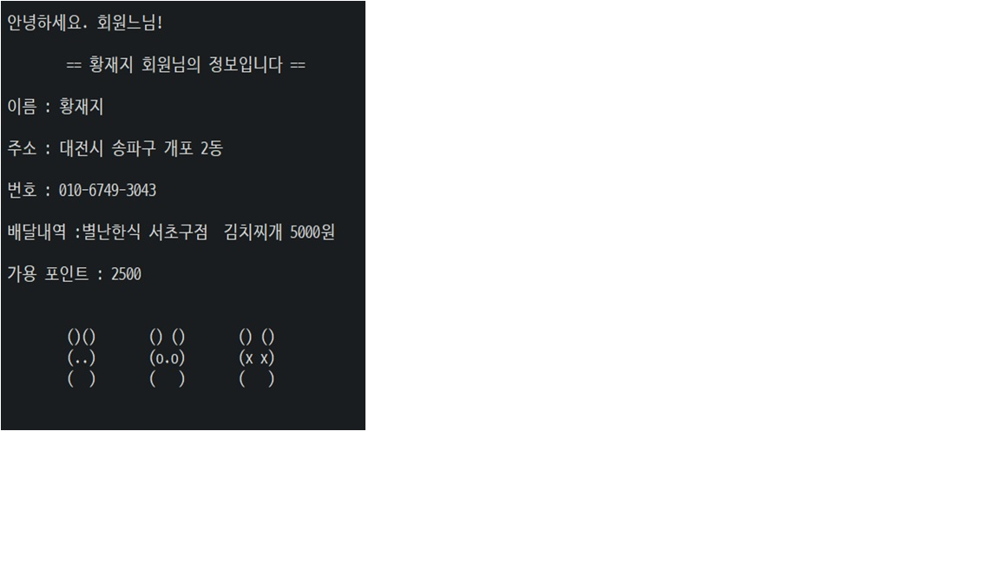 안녕하세요. 회원느님!
== 황재지 회원님의 정보입니다 ==
이름 : 황재지
주소 : 대전시 송파구 개포 2동
번호 : 010-6749-3043
배달내역 :별난한식 서초구점  김치찌개 5000원
가용 포인트 : 2500
()()       () ()       () ()
(..)       (o.o)       (x x)
(  )       (   )       (   )